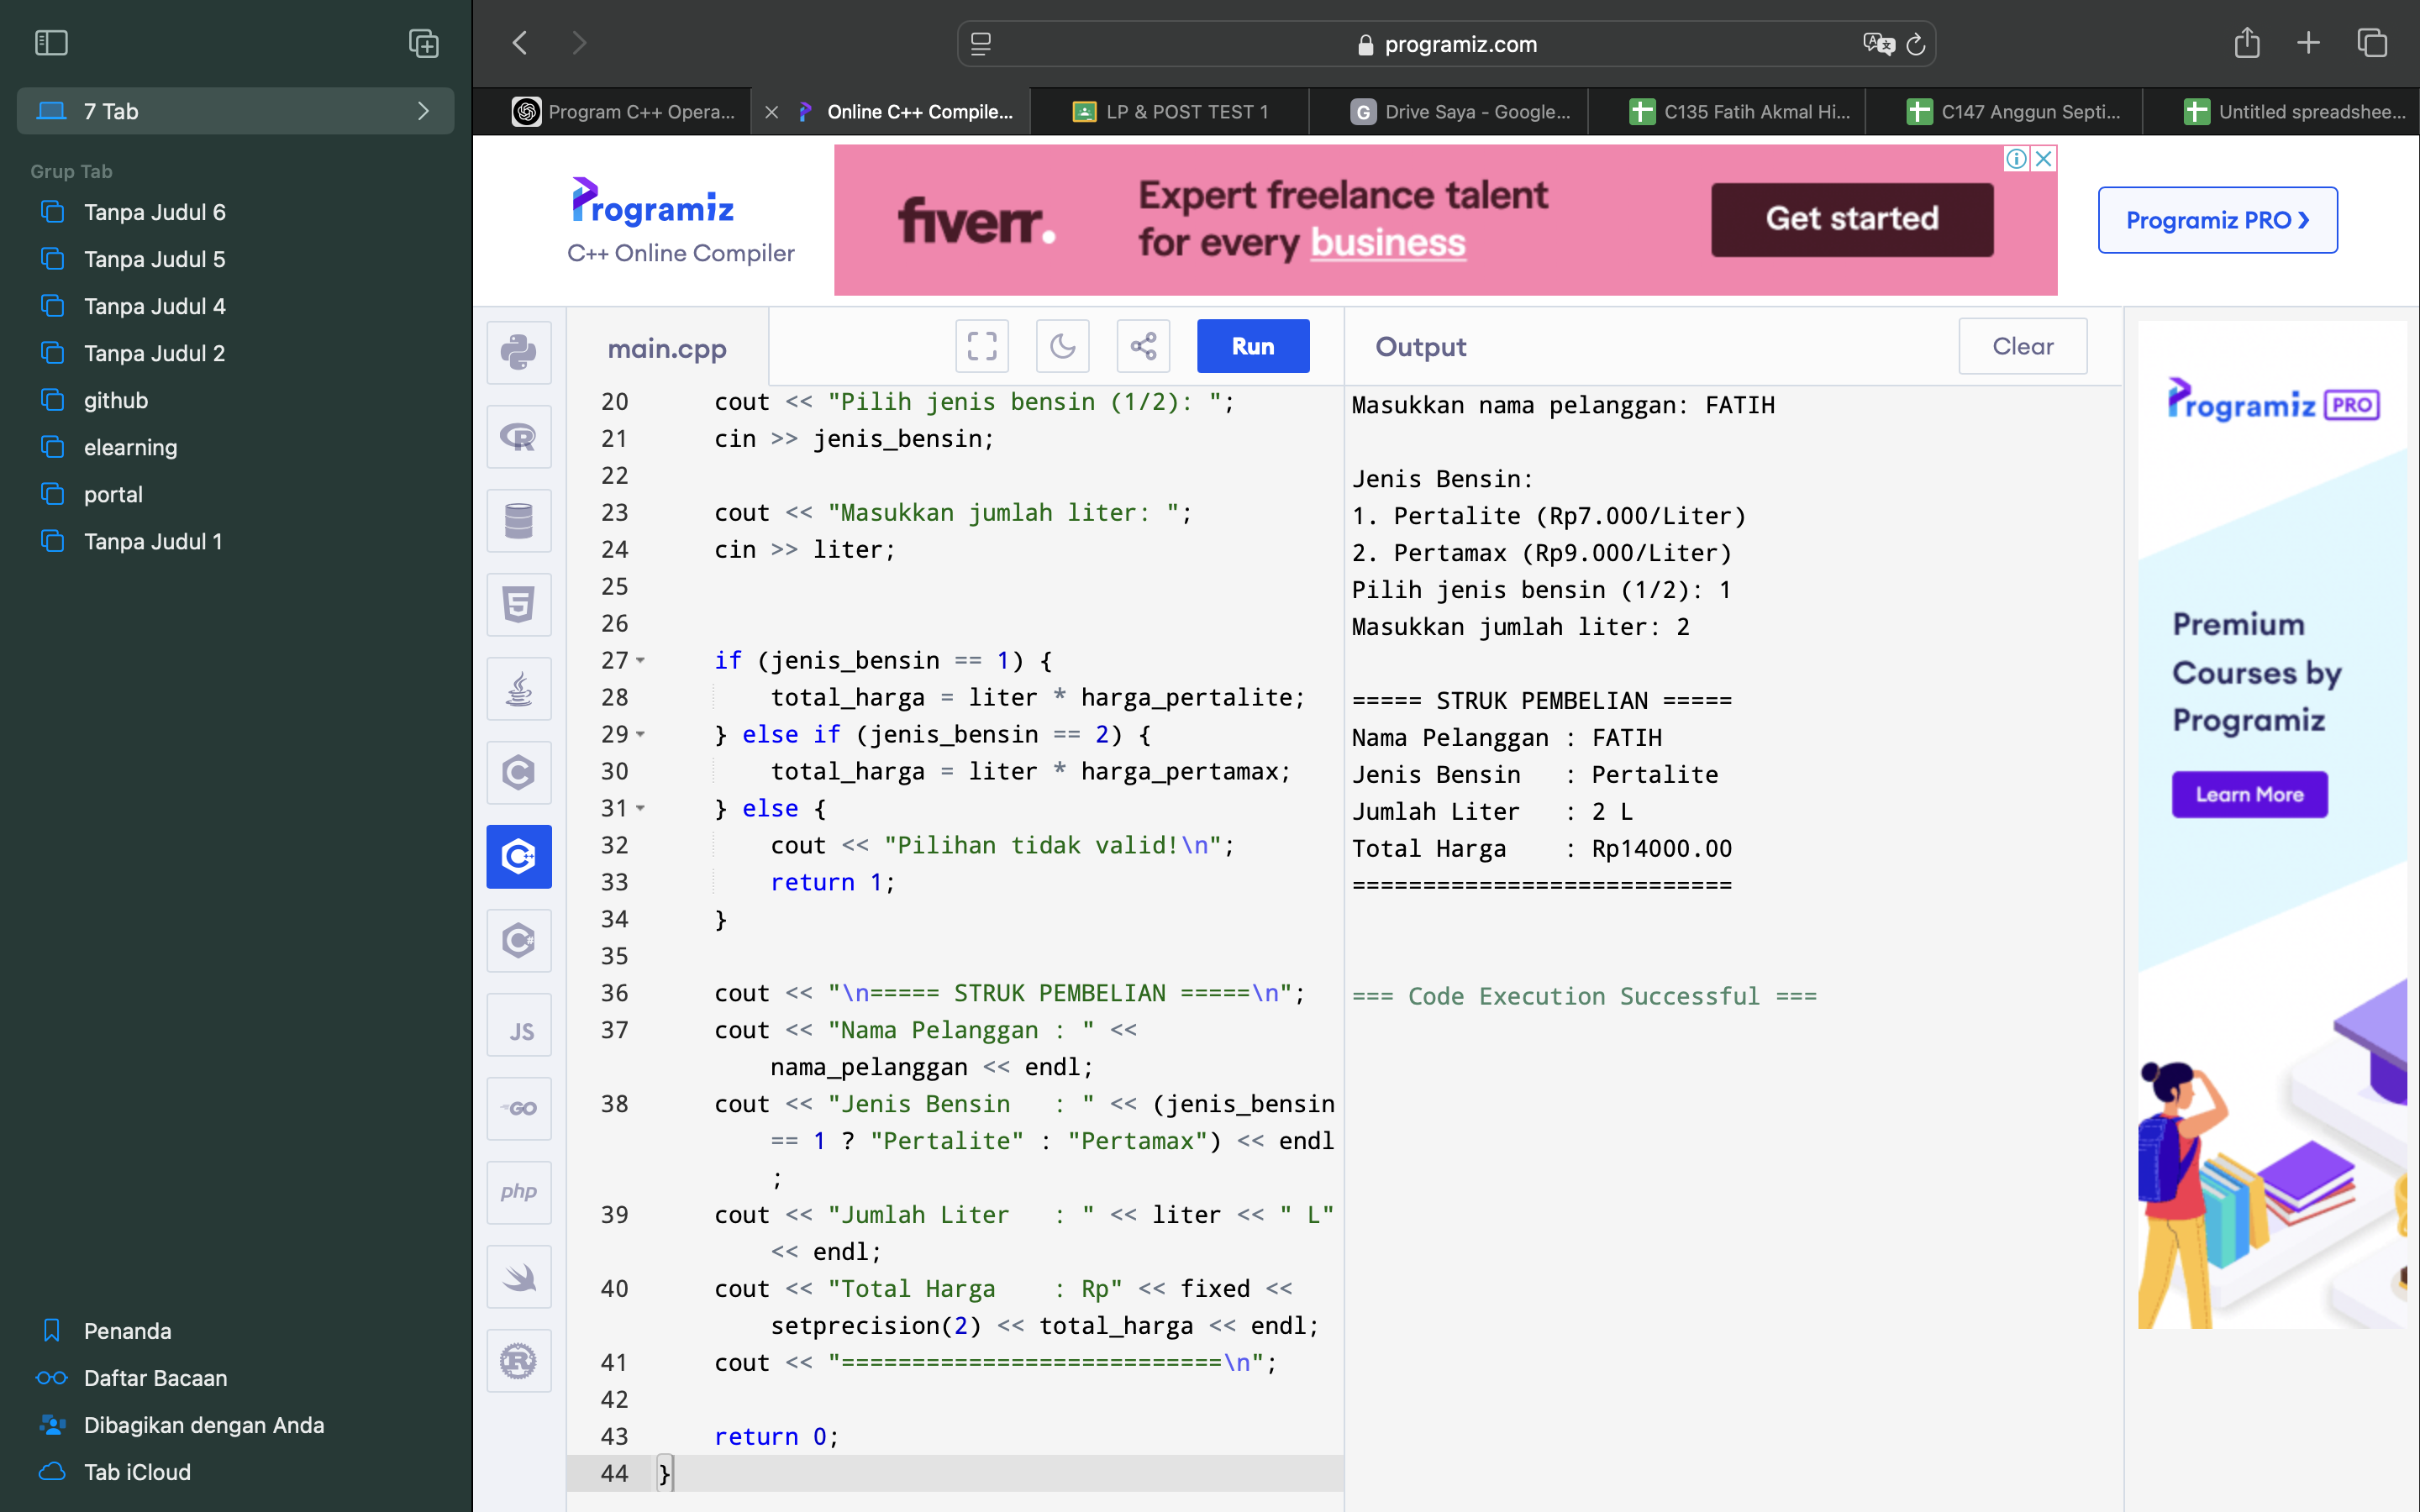 programiz.com
7 Tab
Program C++ Opera...
Online C++ Compile...
LP & POST TEST 1
Drive Saya - Google...
C135 Fatih Akmal Hi...
C147 Anggun Septi...
Untitled spreadshee...
Grup Tab
Tanpa Judul 6
Tanpa Judul 5
Tanpa Judul 4
Tanpa Judul 2
github
elearning
portal
Tanpa Judul 1
Penanda
Daftar Bacaan
Dibagikan dengan Anda
Tab iCloud
Programiz
C++ Online Compiler
fiverr.
Expert freelance talent
for every business
Get started
Programiz PRO ❯
main.cpp
Run
JS
GO
php
20 cout << "Pilih jenis bensin (1/2): ";
21 cin >> jenis_bensin;
22
23 cout << "Masukkan jumlah liter: ";
24 cin >> liter;
25
26
27 if (jenis_bensin == 1) {
28 total_harga = liter * harga_pertalite;
29 } else if (jenis_bensin == 2) {
30 total_harga = liter * harga_pertamax;
31 } else {
32 cout << "Pilihan tidak valid!\n";
33 return 1;
34 }
35
36 cout << "\n===== STRUK PEMBELIAN =====\n";
37 cout << "Nama Pelanggan : " <<
nama_pelanggan << endl;
38 cout << "Jenis Bensin   : " << (jenis_bensin
== 1 ? "Pertalite" : "Pertamax") << endl
;
39 cout << "Jumlah Liter   : " << liter << " L"
<< endl;
40 cout << "Total Harga    : Rp" << fixed <<
setprecision(2) << total_harga << endl;
41 cout << "===========================\n";
42
43 return 0;
44 }
Output
Clear
Masukkan nama pelanggan: FATIH
Jenis Bensin:
1. Pertalite (Rp7.000/Liter)
2. Pertamax (Rp9.000/Liter)
Pilih jenis bensin (1/2): 1
Masukkan jumlah liter: 2
===== STRUK PEMBELIAN =====
Nama Pelanggan : FATIH
Jenis Bensin   : Pertalite
Jumlah Liter   : 2 L
Total Harga    : Rp14000.00
===========================
=== Code Execution Successful ===
Programiz PRO
Premium
Courses by
Programiz
Learn More